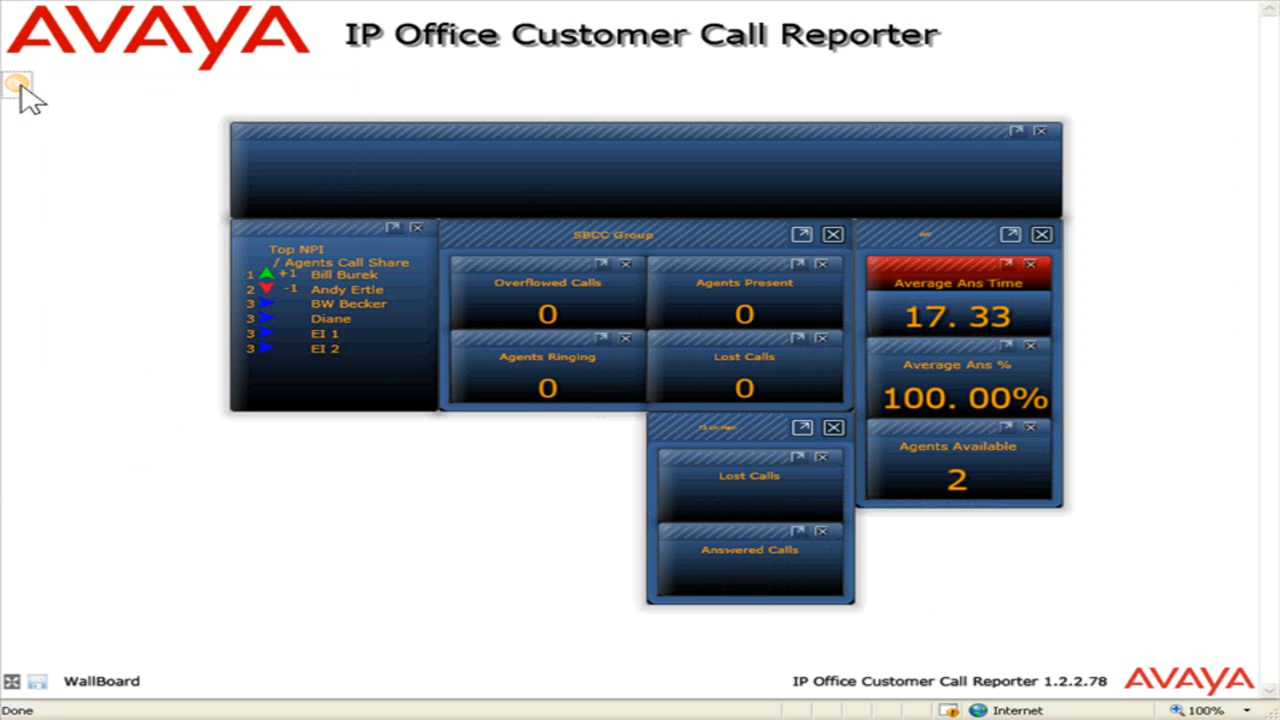 AVAYA
IP Office Customer Call Reporter
Top NPI
/ Agents Call Share
1 +1 Bill Burek
2 -1 Andy Ertle
3 BW Becker
3 Diane
3 EI 1
3 EI 2
SBCC Group
Overflowed Calls
0
Agents Present
0
Agents Ringing
0
Lost Calls
0
Average Ans Time
17. 33
Average Ans %
100. 00%
Agents Available
2
Lost Calls
Answered Calls
WallBoard
IP Office Customer Call Reporter 1.2.2.78
AVAYA
Done
Internet
100%